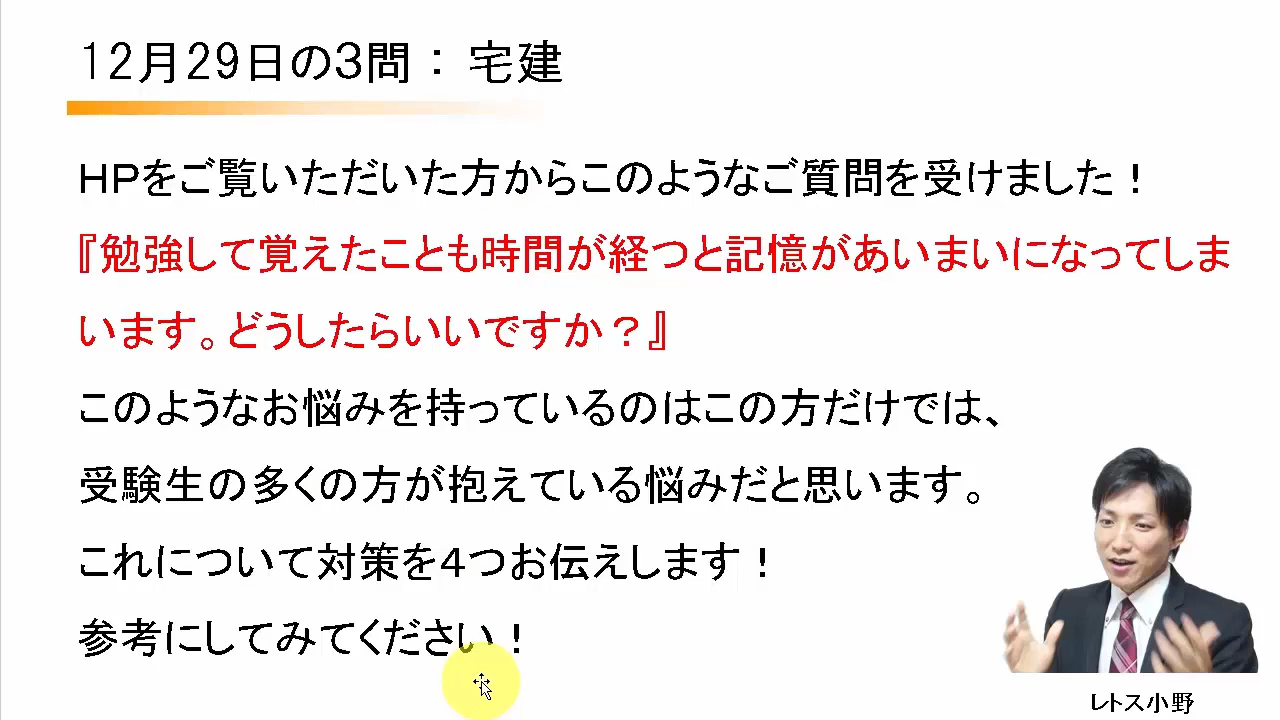 12月29日の3問：宅建
HPをご覧いただいた方からこのようなご質問を受けました！
『勉強して覚えたことも時間が経つと記憶があいまいになってしま
います。どうしたらいいですか？』
このようなお悩みを持っているのはこの方だけでは、
受験生の多くの方が抱えている悩みだと思います。
これについて対策を４つお伝えします！
参考にしてみてください！
レトス小野